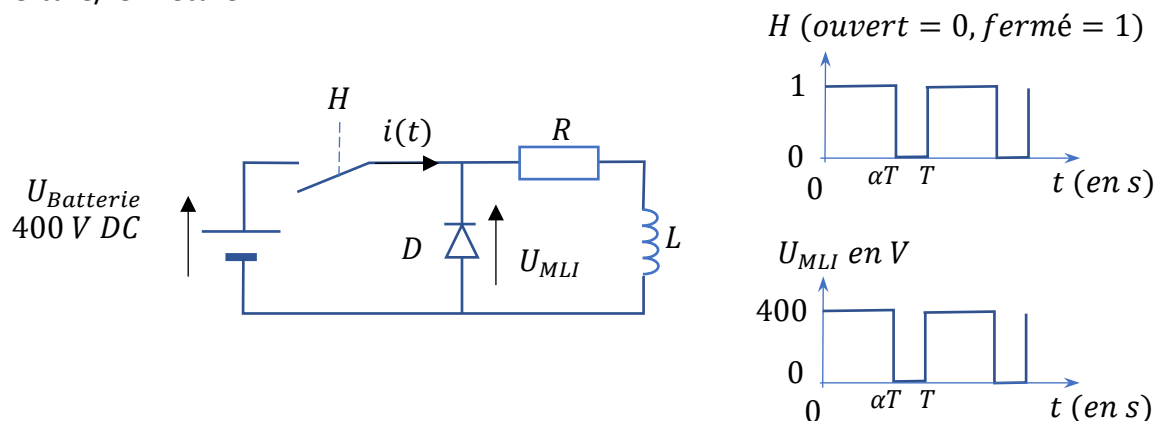 H (ouvert = 0, fermé = 1)
1
0
0
αT
T
t (en s)
H
i(t)
R
U_Batterie
400 V DC
D
U_MLI
L
U_MLI en V
400
0
0
αT
T
t (en s)